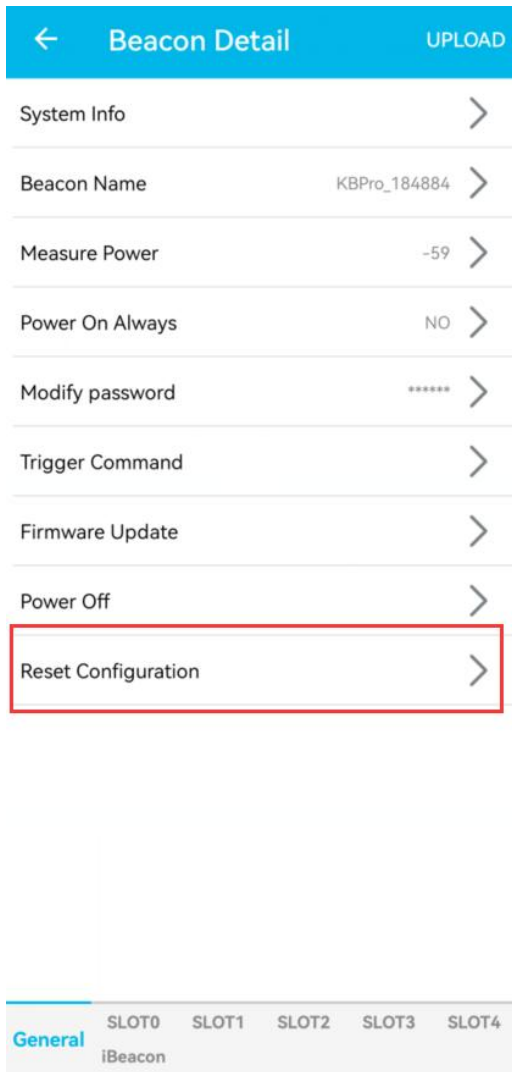 Beacon Detail UPLOAD
System Info
Beacon Name KBPro_184884
Measure Power -59
Power On Always NO
Modify password ******
Trigger Command
Firmware Update
Power Off
Reset Configuration
General SLOT0 SLOT1 SLOT2 SLOT3 SLOT4
iBeacon